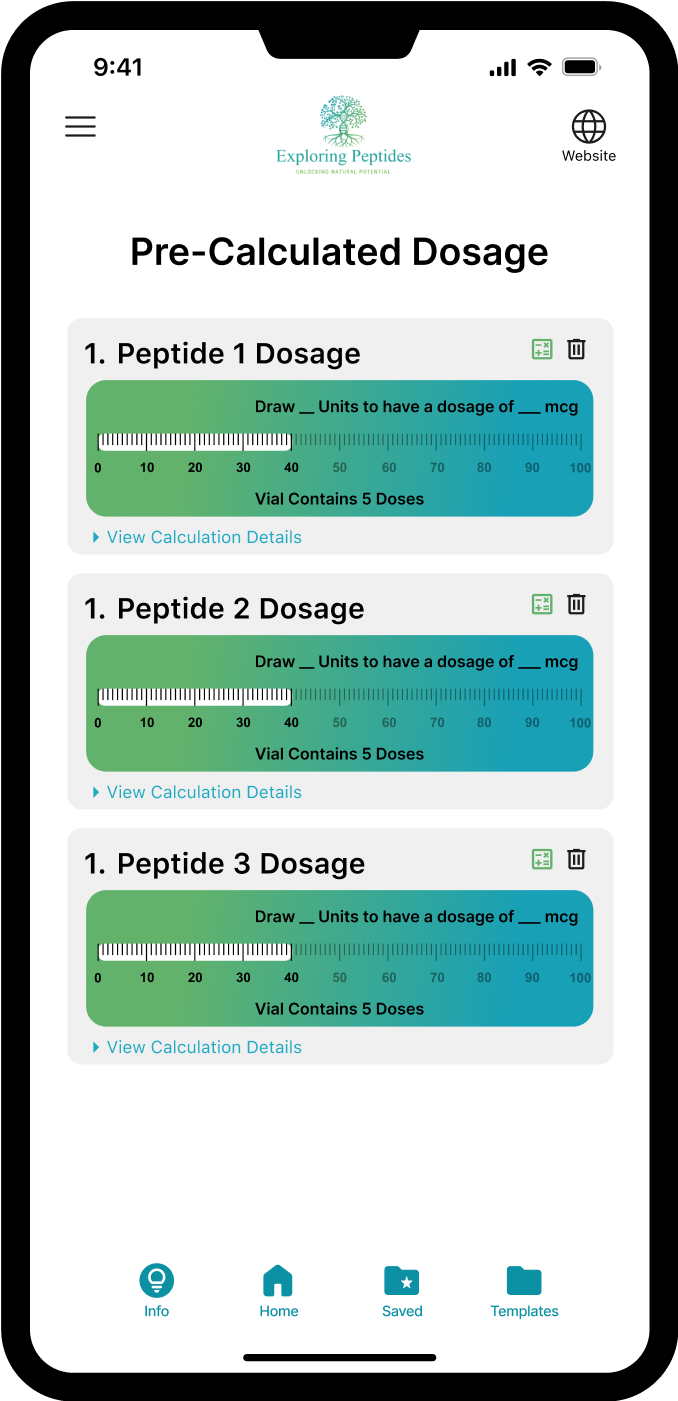 9:41
Exploring Peptides
UNLOCKING NATURAL POTENTIAL
Website
Pre-Calculated Dosage
1. Peptide 1 Dosage
Draw __ Units to have a dosage of ___ mcg
0 10 20 30 40 50 60 70 80 90 100
Vial Contains 5 Doses
View Calculation Details
1. Peptide 2 Dosage
Draw __ Units to have a dosage of ___ mcg
0 10 20 30 40 50 60 70 80 90 100
Vial Contains 5 Doses
View Calculation Details
1. Peptide 3 Dosage
Draw __ Units to have a dosage of ___ mcg
0 10 20 30 40 50 60 70 80 90 100
Vial Contains 5 Doses
View Calculation Details
Info Home Saved Templates